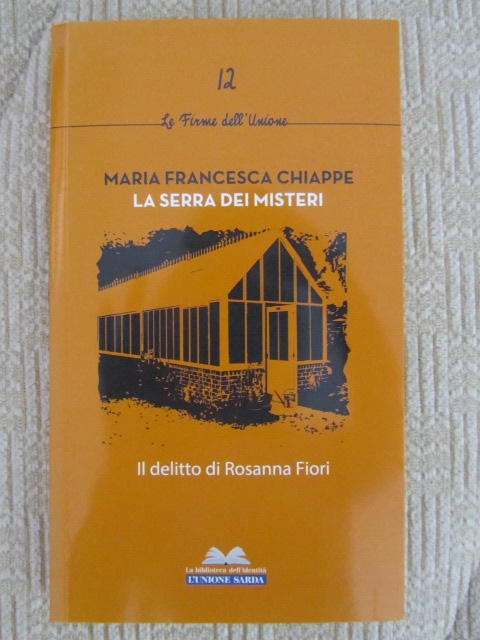 12
Le Firme dell'Unione
MARIA FRANCESCA CHIAPPE
LA SERRA DEI MISTERI
Il delitto di Rosanna Fiori
La biblioteca dell'identità
L'UNIONE SARDA